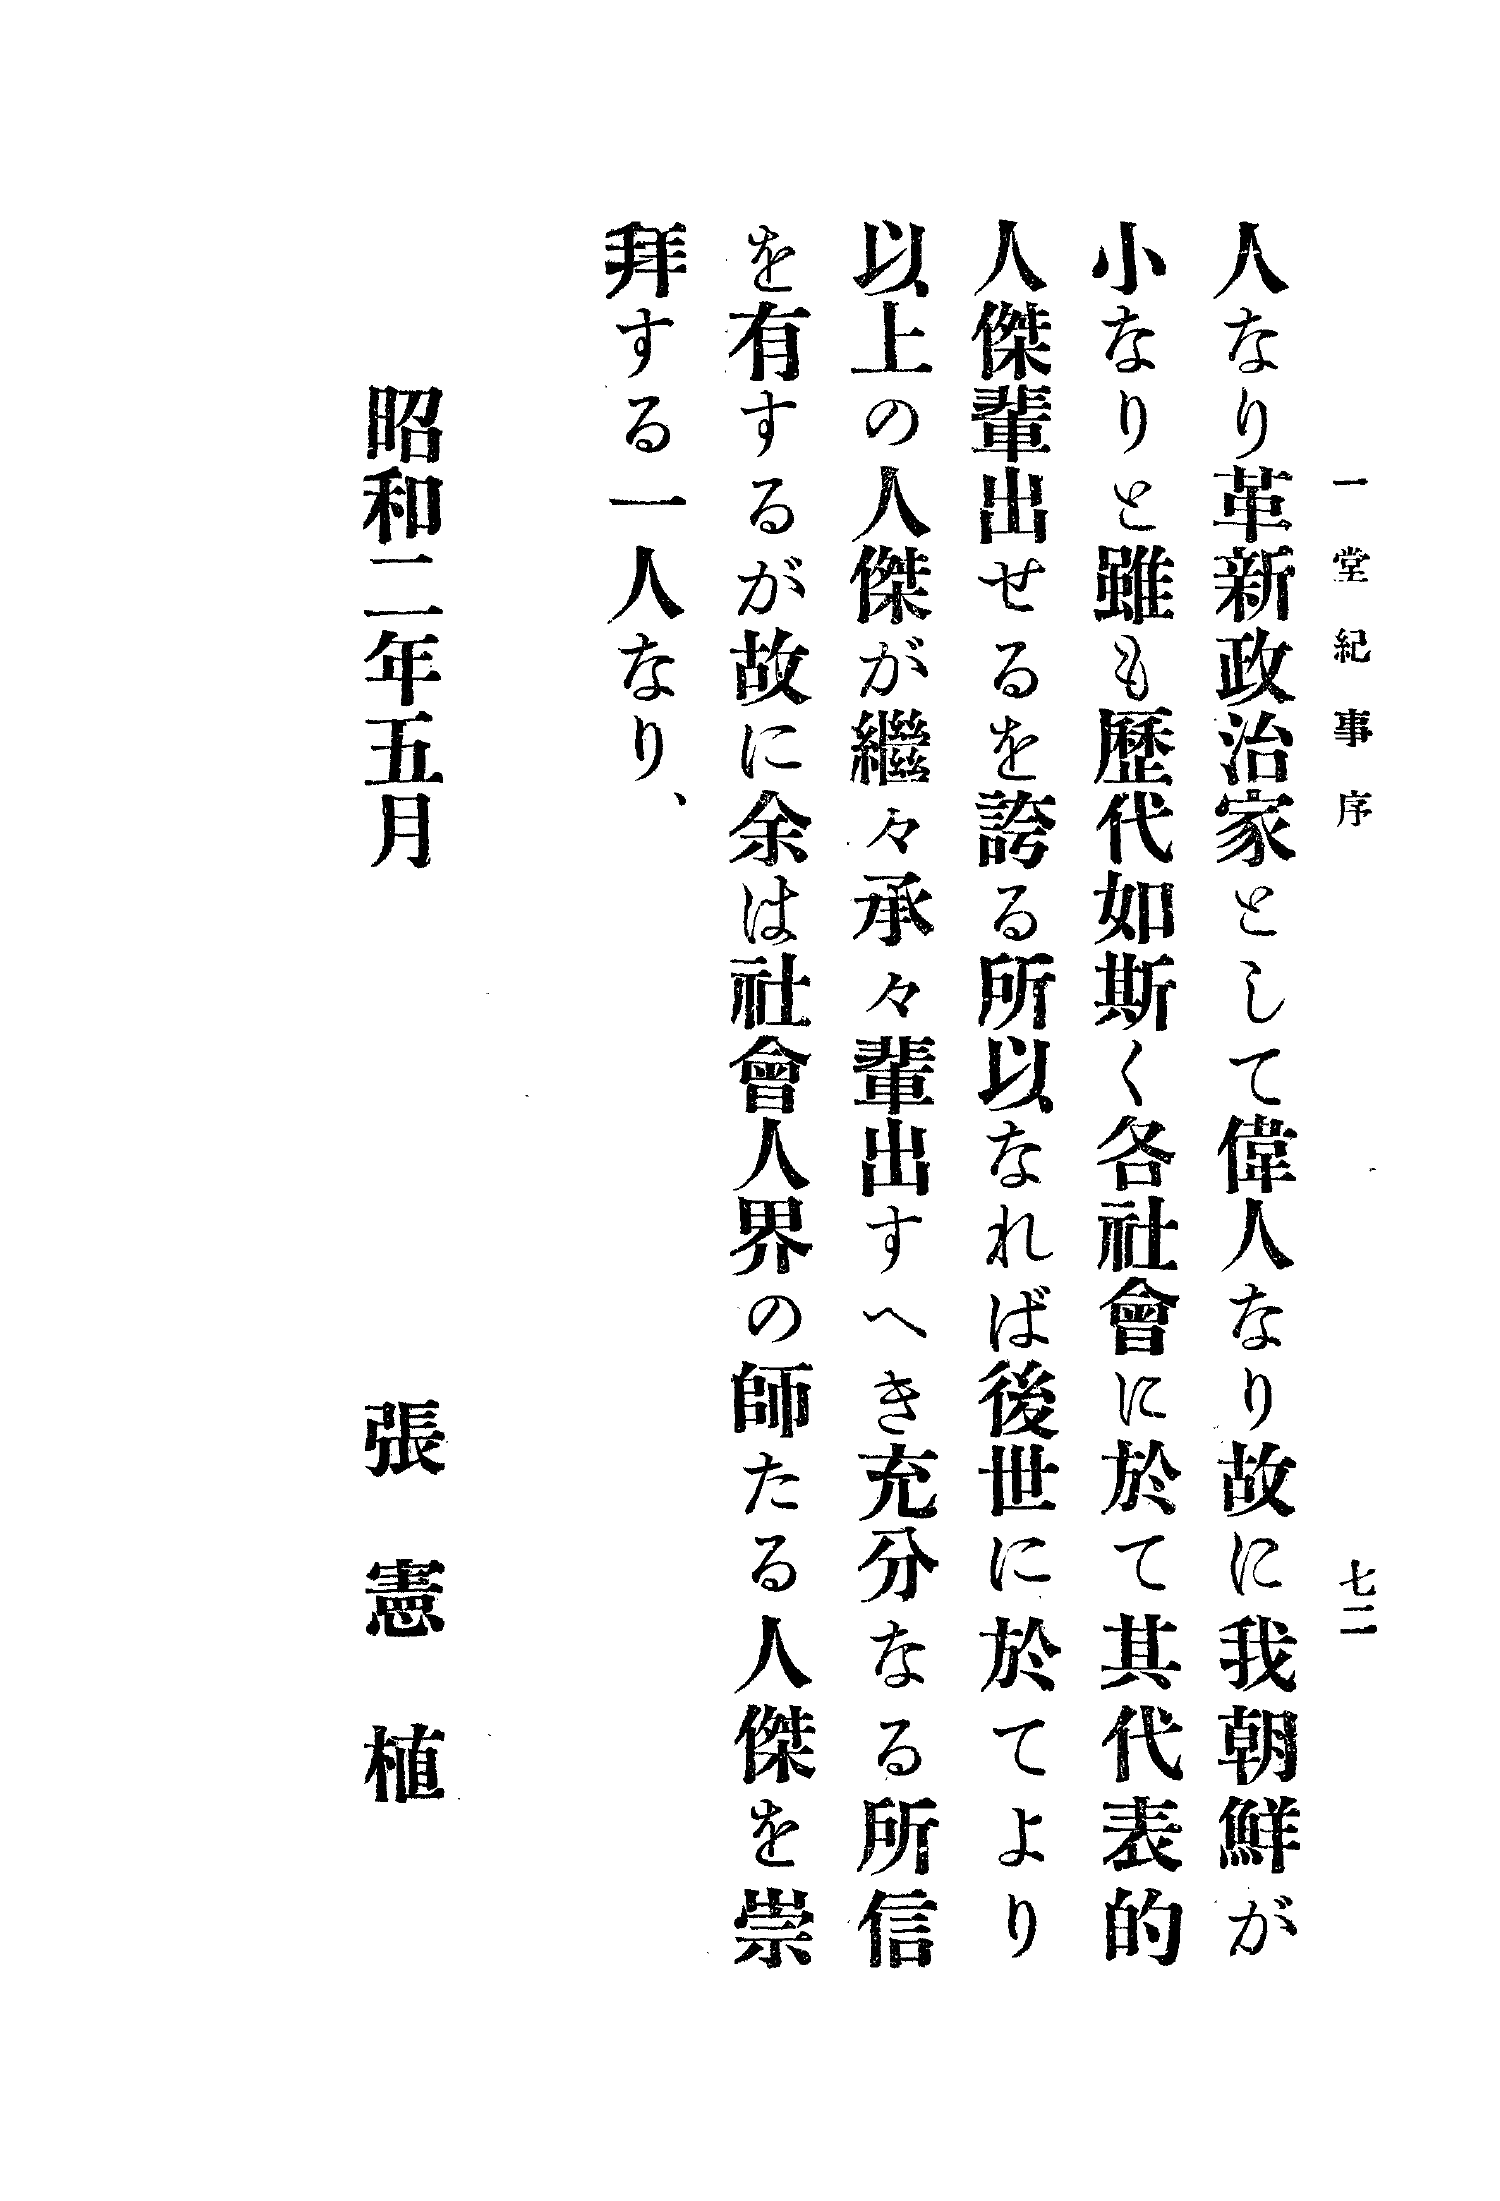 一堂紀事序
七二
人なり革新政治家として偉人なり故に我朝鮮が
小なりと雖も歷代如斯く各社會に於て其代表的
人傑輩出せるを誇る所以なれば後世に於てより
以上の人傑が繼々承々輩出すへき充分なる所信
を有するが故に余は社會人界の師たる人傑を崇
拜する一人なり、
昭和二年五月
張憲植